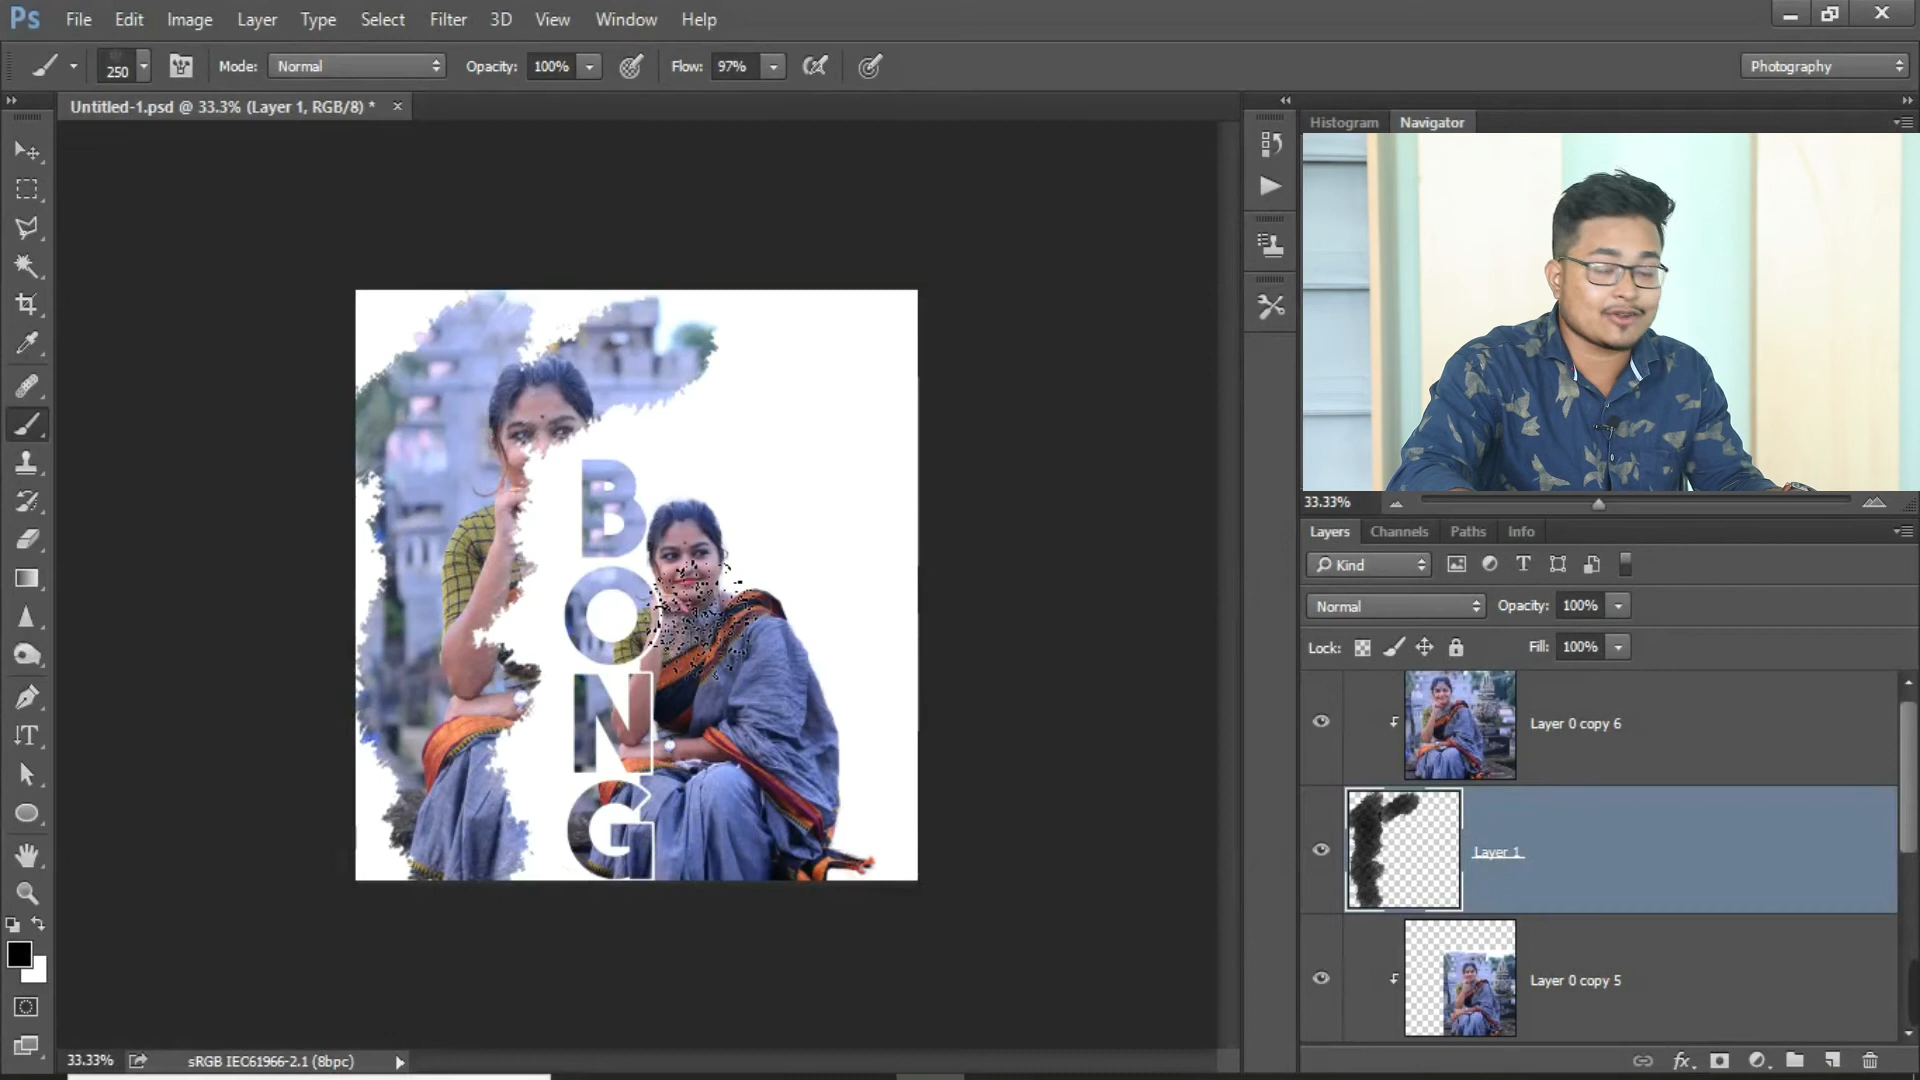 Ps File Edit Image Layer Type Select Filter 3D View Window Help
250 Mode: Normal Opacity: 100% Flow: 97% Photography
Untitled-1.psd @ 33.3% (Layer 1, RGB/8) *
Histogram Navigator
BONG
33.33%
Layers Channels Paths Info
Kind
Normal Opacity: 100%
Lock: Fill: 100%
Layer 0 copy 6
Layer 1
Layer 0 copy 5
33.33% sRGB IEC61966-2.1 (8bpc)
fx